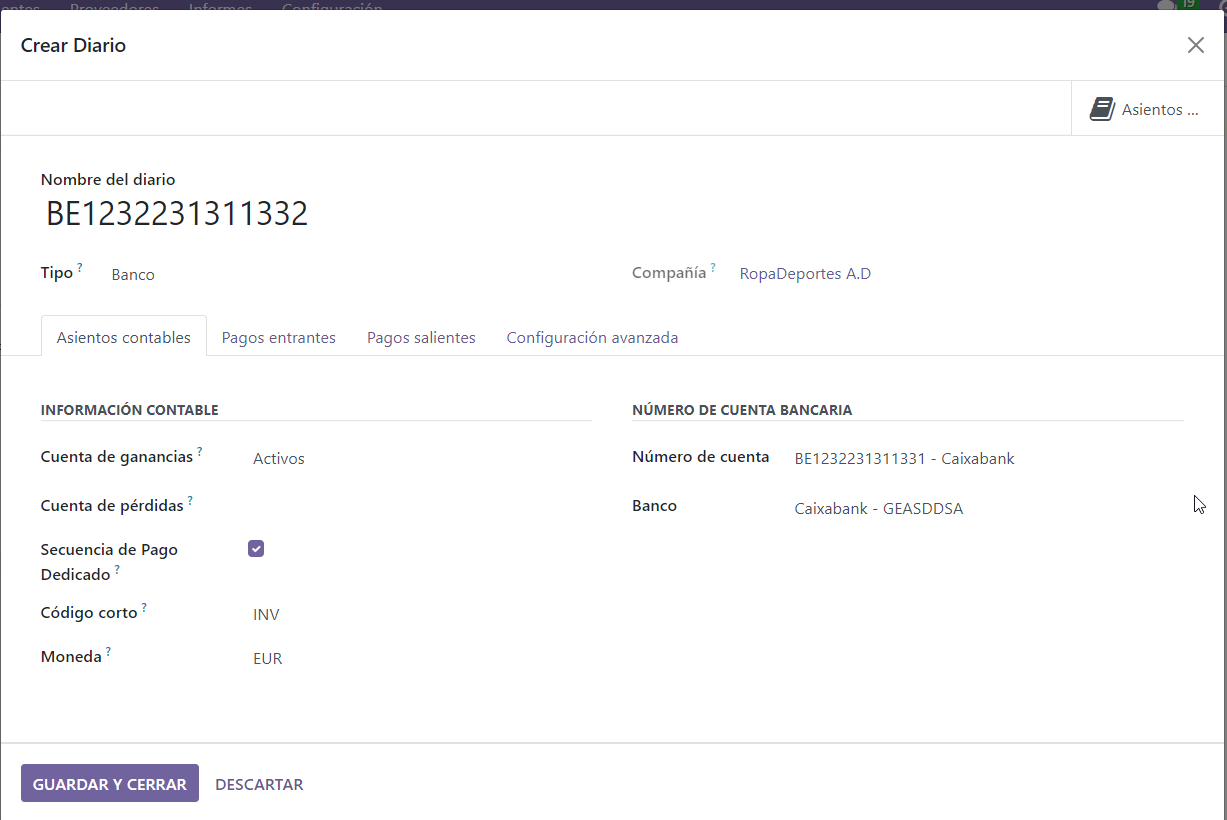 Proveedores Informes Configuración 19
Crear Diario
Asientos ...
Nombre del diario
BE1232231311332
Tipo ? Banco
Compañía ? RopaDeportes A.D
Asientos contables Pagos entrantes Pagos salientes Configuración avanzada
INFORMACIÓN CONTABLE
Cuenta de ganancias ? Activos
Cuenta de pérdidas ?
Secuencia de Pago
Dedicado ?
Código corto ? INV
Moneda ? EUR
NÚMERO DE CUENTA BANCARIA
Número de cuenta BE1232231311331 - Caixabank
Banco Caixabank - GEASDDSA
GUARDAR Y CERRAR DESCARTAR